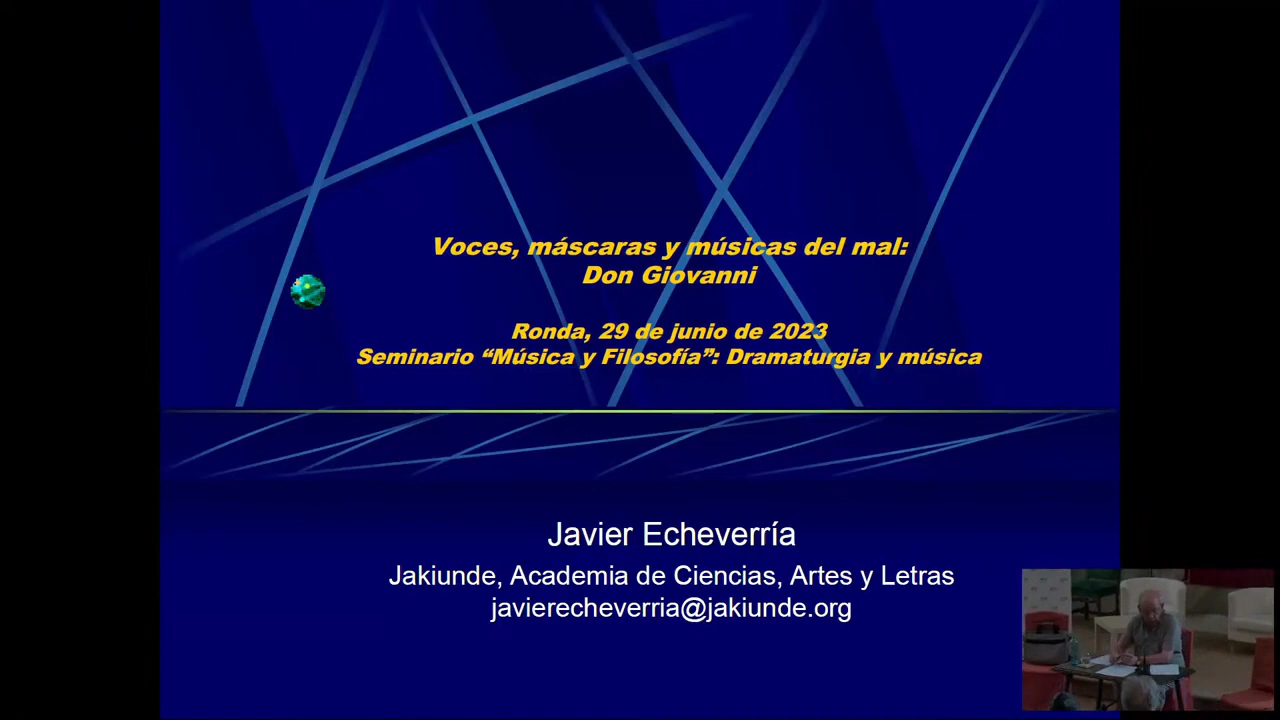 Voces, máscaras y músicas del mal:
Don Giovanni
Ronda, 29 de junio de 2023
Seminario “Música y Filosofía”: Dramaturgia y música
Javier Echeverría
Jakiunde, Academia de Ciencias, Artes y Letras
javierecheverria@jakiunde.org